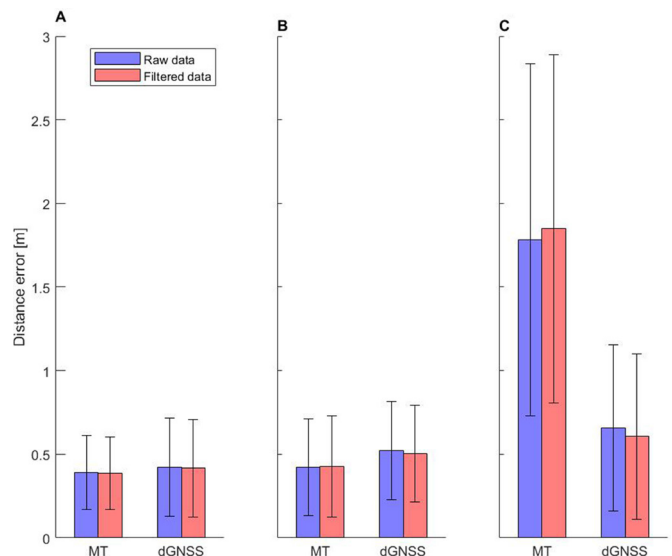 A B C
Raw data
Filtered data
Distance error [m]
3
2.5
2
1.5
1
0.5
0
MT dGNSS MT dGNSS MT dGNSS